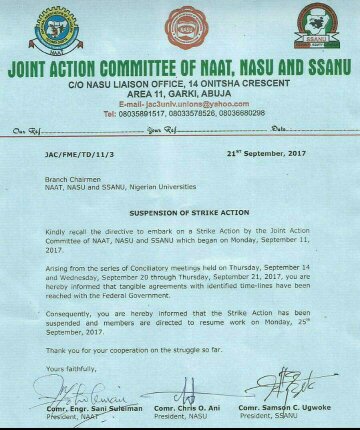 NAAT
NASU
SSANU
JOINT ACTION COMMITTEE OF NAAT, NASU AND SSANU
C/O NASU LIAISON OFFICE, 14 ONITSHA CRESCENT
AREA 11, GARKI, ABUJA
E-mail- jac3univ.unions@yahoo.com
Tel: 08035891517, 08033578526, 08036680298
Our Ref Your Ref Date
JAC/FME/TD/11/3 21st September, 2017
Branch Chairmen
NAAT, NASU and SSANU, Nigerian Universities
SUSPENSION OF STRIKE ACTION
Kindly recall the directive to embark on a Strike Action by the Joint Action
Committee of NAAT, NASU and SSANU which began on Monday, September 11,
2017.
Arising from the series of Conciliatory meetings held on Thursday, September 14
and Wednesday, September 20 through Thursday, September 21, 2017, you are
hereby informed that tangible agreements with identified time-lines have been
reached with the Federal Government.
Consequently, you are hereby informed that the Strike Action has been
suspended and members are directed to resume work on Monday, 25th
September, 2017.
Thank you for your cooperation on the struggle so far.
Yours faithfully,
Comr. Engr. Sani Suleiman Comr. Chris O. Ani Comr. Samson C. Ugwoke
President, NAAT President, NASU President, SSANU